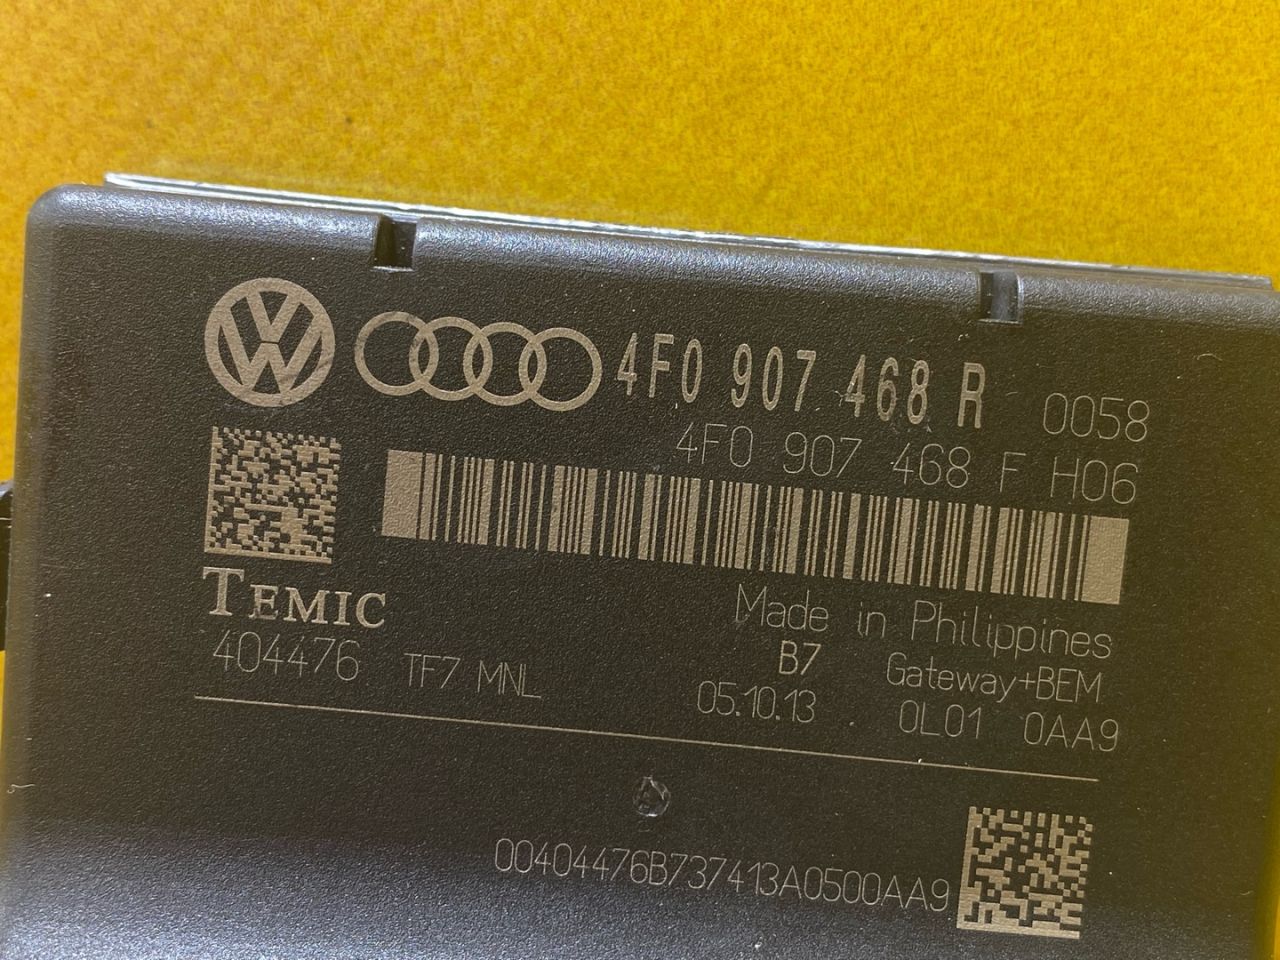 4F0 907 468 R 0058
4F0 907 468 F H06
TEMIC
404476 TF7 MNL
Made in Philippines
B7 Gateway+BEM
05.10.13 0L01 0AA9
00404476B737413A0500AA9